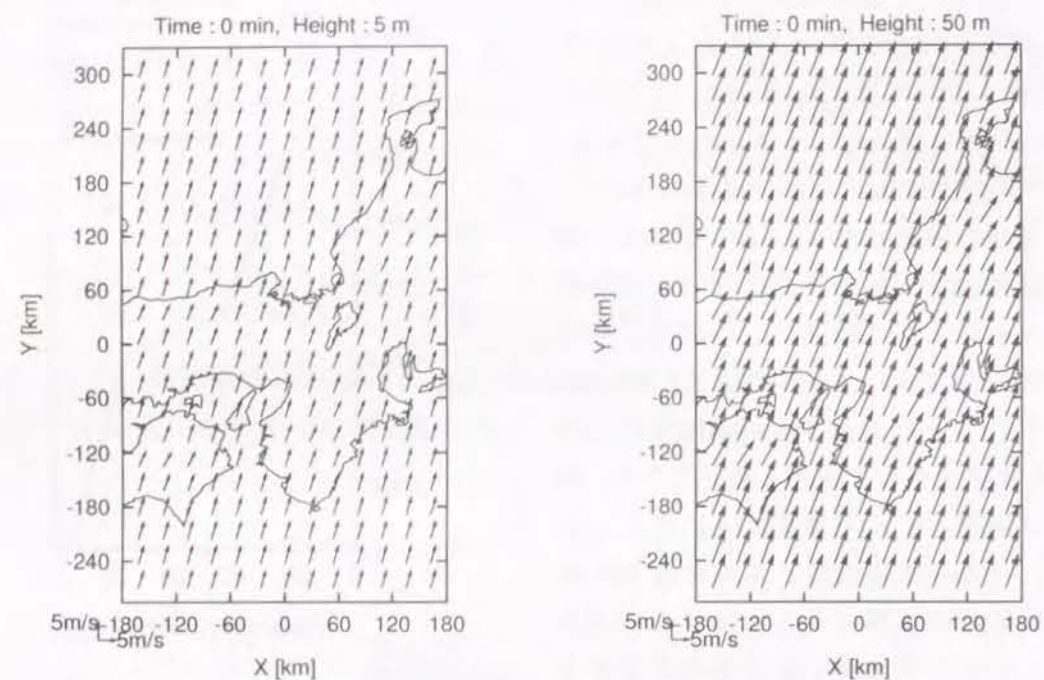 Time : 0 min, Height : 5 m
300
240
180
120
60
0
-60
-120
-180
-240
Y [km]
5m/s
5m/s
-180 -120 -60 0 60 120 180
X [km]
Time : 0 min, Height : 50 m
300
240
180
120
60
0
-60
-120
-180
-240
Y [km]
5m/s
5m/s
-180 -120 -60 0 60 120 180
X [km]